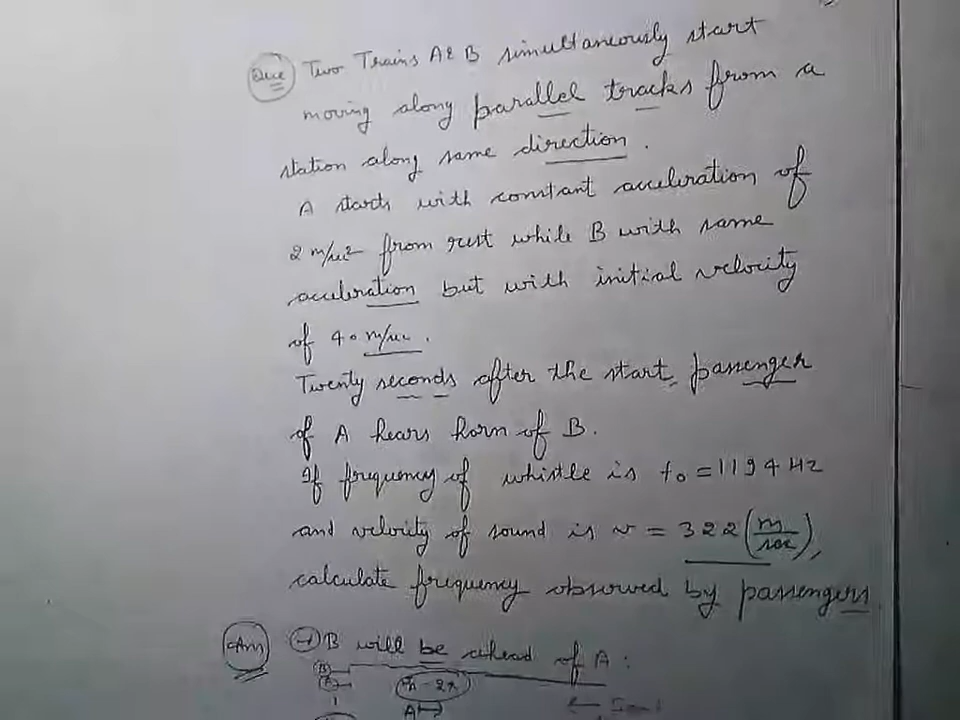 Que Two Trains A & B simultaneously start
moving along parallel tracks from a
station along same direction.
A starts with constant acceleration of
2 m/s² from rest while B with same
acceleration but with initial velocity
of 40 m/sec.
Twenty seconds after the start, passenger
of A hears horn of B.
If frequency of whistle is f₀ = 1194 Hz
and velocity of sound is v = 322 (m/sec),
calculate frequency observed by passengers
Ans → B will be ahead of A :
B
A
A